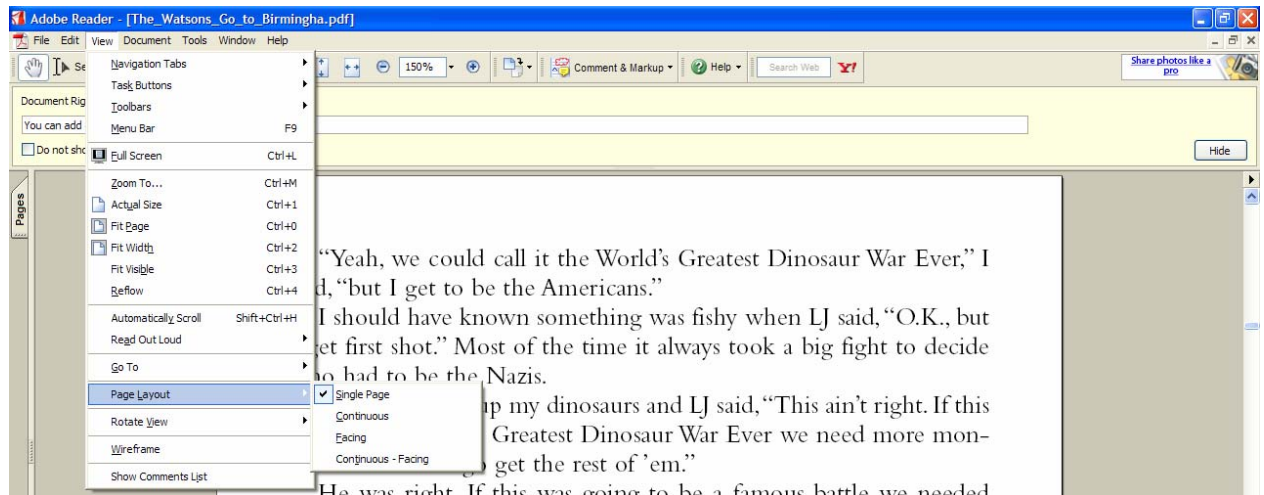 Adobe Reader - [The_Watsons_Go_to_Birmingha.pdf]
File Edit View Document Tools Window Help
Se 150% Comment & Markup Help Search Web Y! Share photos like a pro
Document Rig
You can add
Do not sho
Hide
Pages
Navigation Tabs
Task Buttons
Toolbars
Menu Bar F9
Full Screen Ctrl+L
Zoom To... Ctrl+M
Actual Size Ctrl+1
Fit Page Ctrl+0
Fit Width Ctrl+2
Fit Visible Ctrl+3
Reflow Ctrl+4
Automatically Scroll Shift+Ctrl+H
Read Out Loud
Go To
Page Layout
Rotate View
Wireframe
Show Comments List
Single Page
Continuous
Facing
Continuous - Facing
“Yeah, we could call it the World’s Greatest Dinosaur War Ever,” I
d, “but I get to be the Americans.”
I should have known something was fishy when LJ said, “O.K., but
et first shot.” Most of the time it always took a big fight to decide
ho had to be the Nazis.
up my dinosaurs and LJ said, “This ain’t right. If this
Greatest Dinosaur War Ever we need more mon-
get the rest of ’em.”
He was right. If this was going to be a famous battle we needed